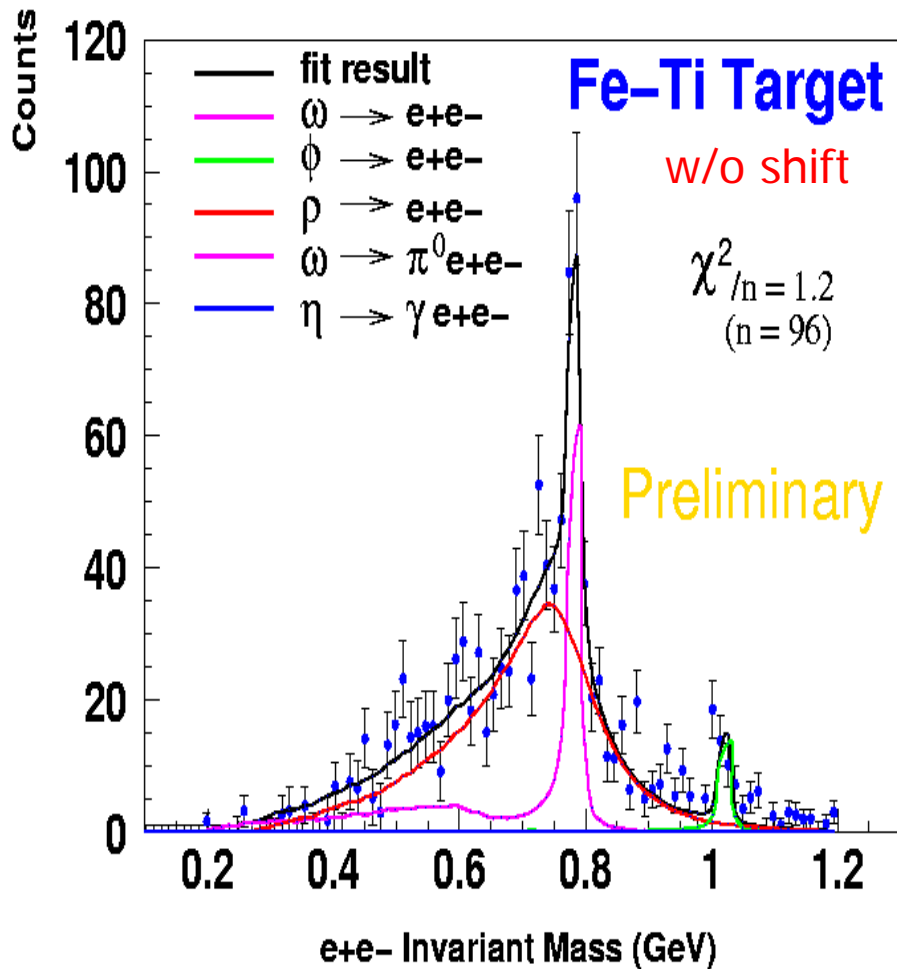 Counts
120
100
80
60
40
20
0
fit result
ω → e+e−
ϕ → e+e−
ρ → e+e−
ω → π⁰e+e−
η → γ e+e−
Fe−Ti Target
w/o shift
χ²/n = 1.2
(n = 96)
Preliminary
0.2 0.4 0.6 0.8 1 1.2
e+e− Invariant Mass (GeV)